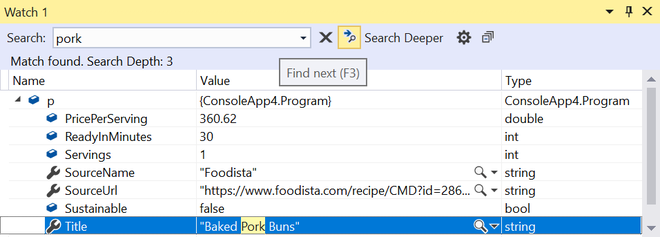 Watch 1
Search: pork Search Deeper
Match found. Search Depth: 3
Find next (F3)
Name Value Type
p {ConsoleApp4.Program} ConsoleApp4.Program
PricePerServing 360.62 double
ReadyInMinutes 30 int
Servings 1 int
SourceName "Foodista" string
SourceUrl "https://www.foodista.com/recipe/CMD?id=286... string
Sustainable false bool
Title "Baked Pork Buns" string